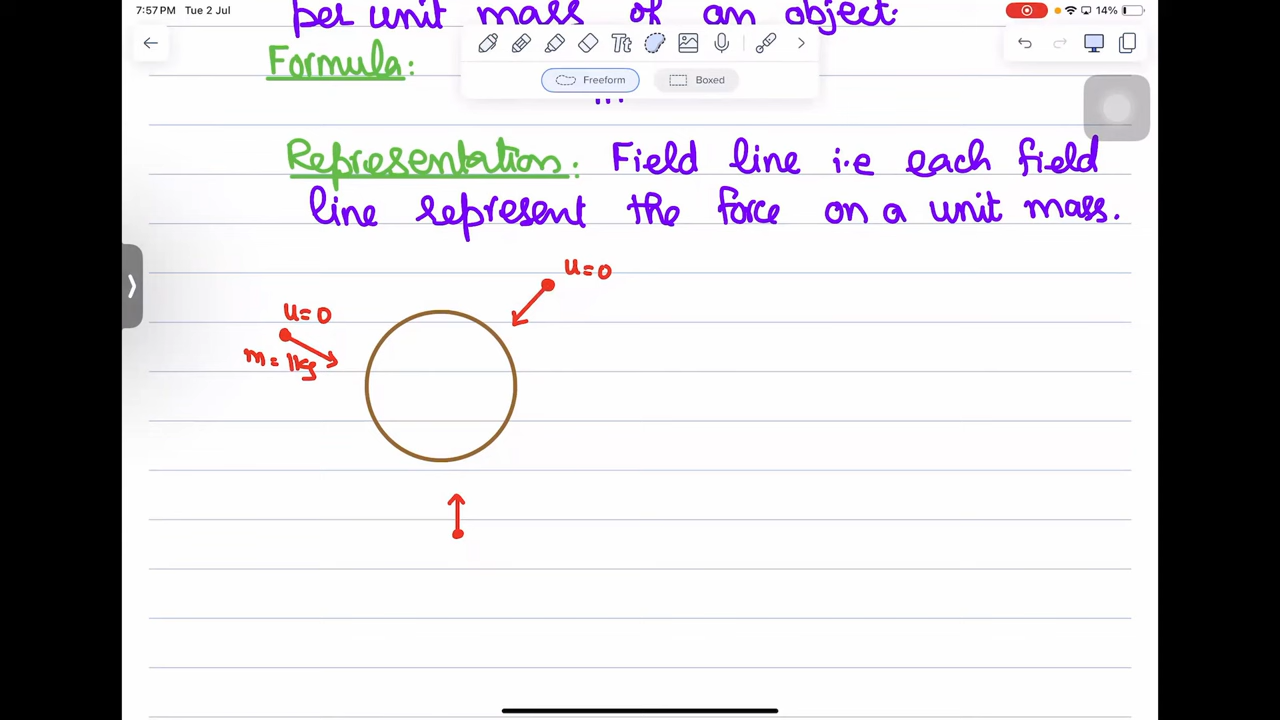 7:57 PM Tue 2 Jul
14%
per unit mass of an object:
Formula:
Tt
Freeform
Boxed
m.
Representation: Field line i.e each field
line represent the force on a unit mass.
u=0
u=0
m=1kg